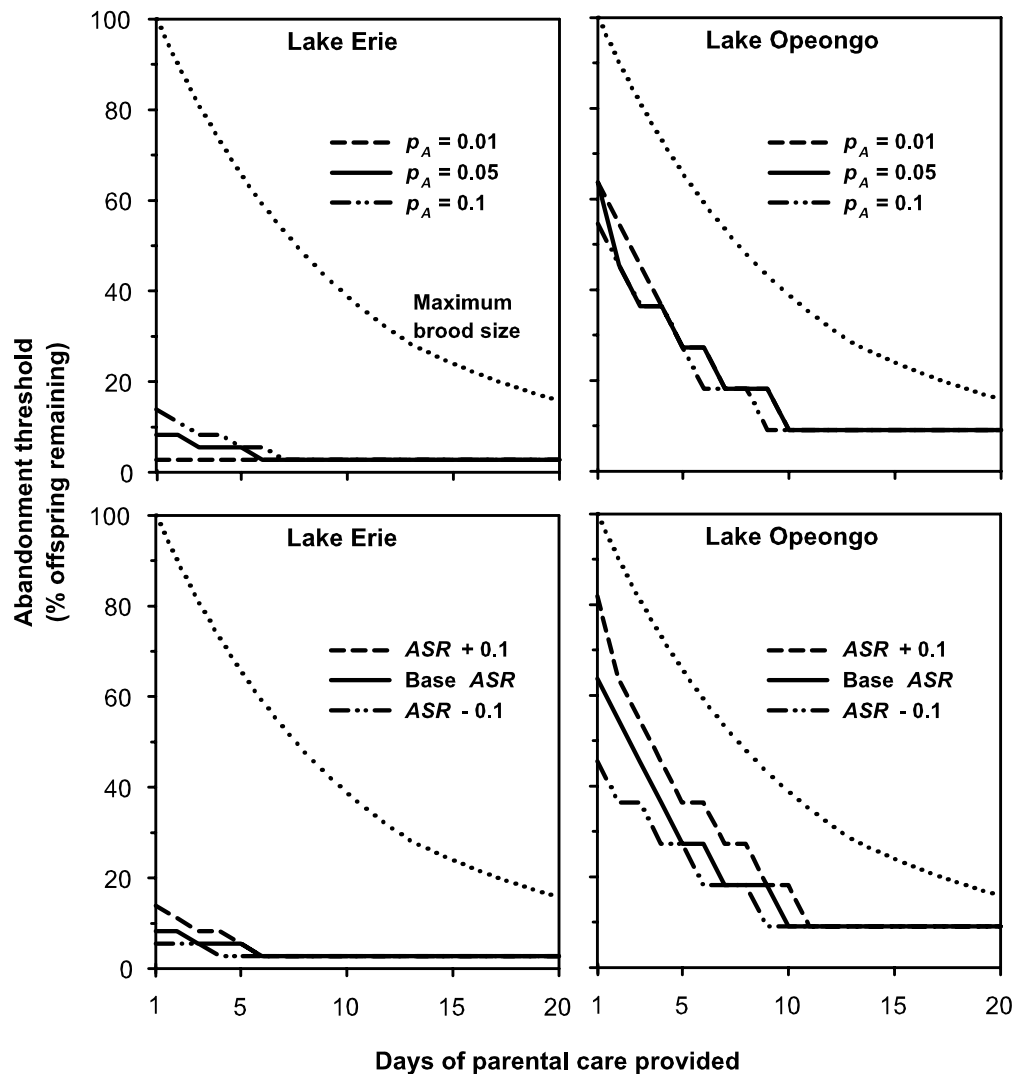 Abandonment threshold
(% offspring remaining)
Lake Erie
100
80
60
40
20
0
p_A = 0.01
p_A = 0.05
p_A = 0.1
Maximum
brood size
Lake Opeongo
p_A = 0.01
p_A = 0.05
p_A = 0.1
Lake Erie
100
80
60
40
20
0
ASR + 0.1
Base ASR
ASR - 0.1
1 5 10 15 20
Lake Opeongo
ASR + 0.1
Base ASR
ASR - 0.1
1 5 10 15 20
Days of parental care provided